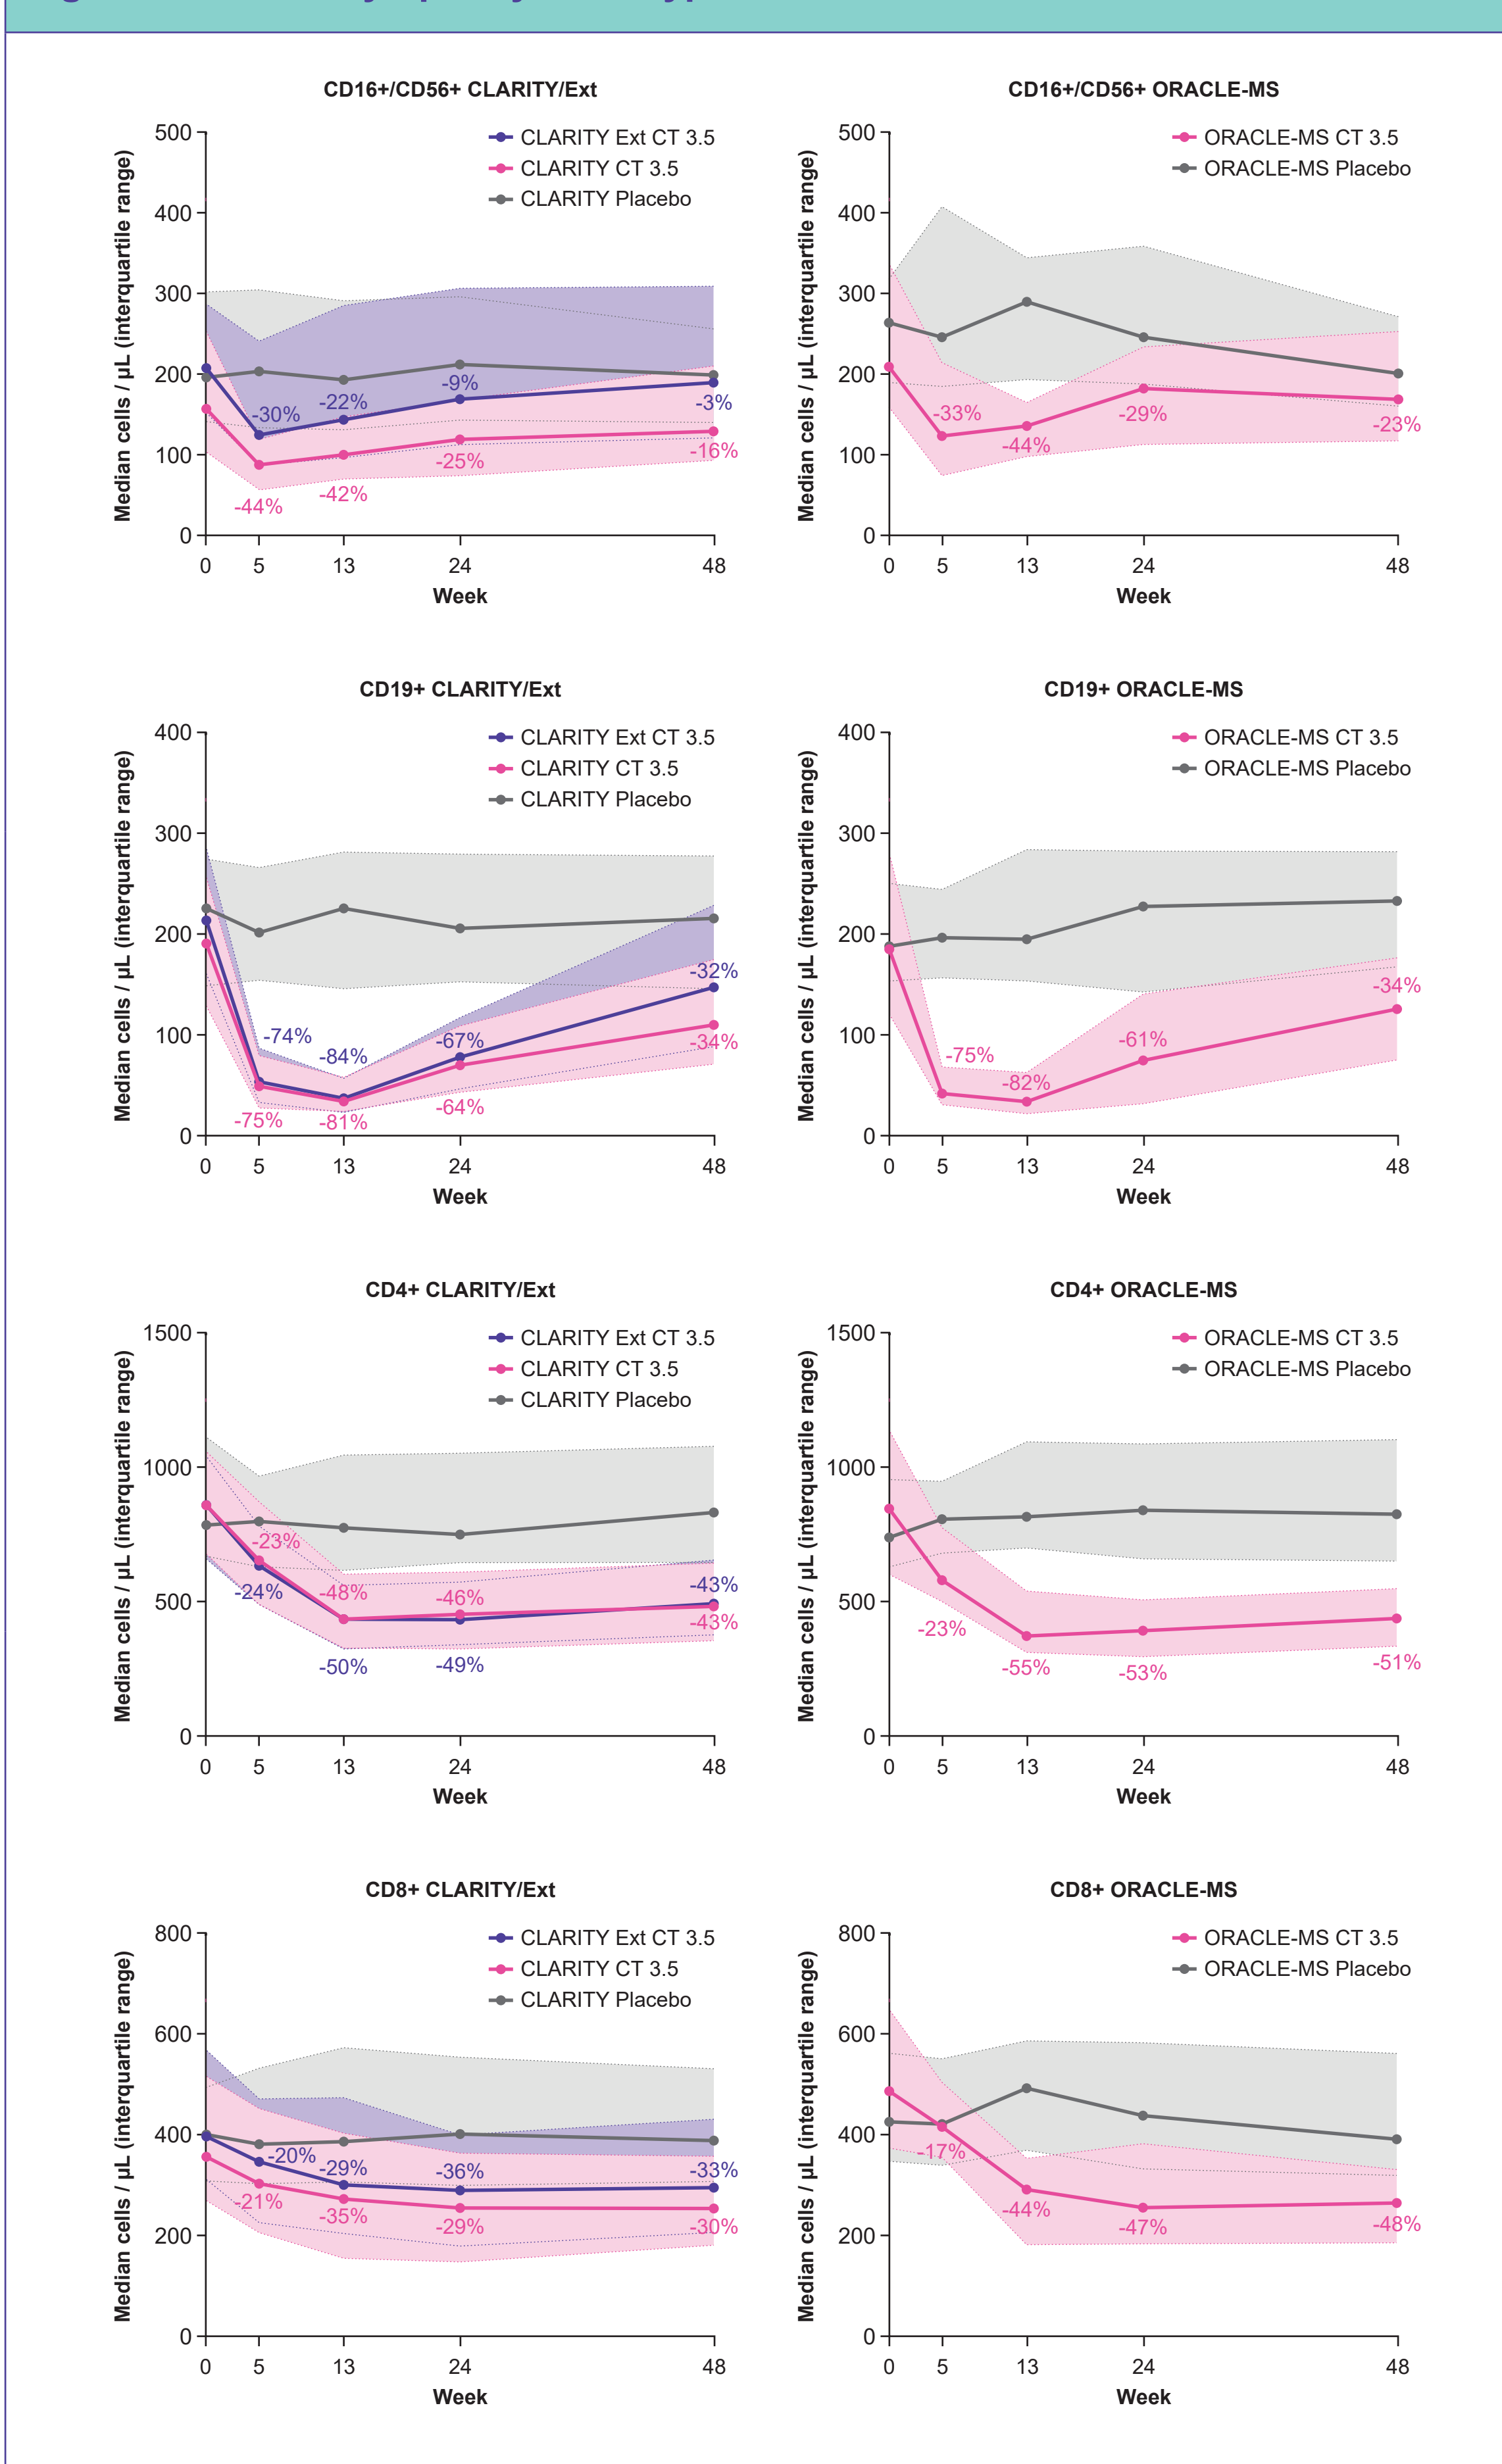 CD16+/CD56+ CLARITY/Ext
Median cells / µL (interquartile range)
500
400
300
200
100
0
CLARITY Ext CT 3.5
CLARITY CT 3.5
CLARITY Placebo
-30%
-22%
-9%
-3%
-44%
-42%
-25%
-16%
0 5 13 24 48
Week
CD16+/CD56+ ORACLE-MS
Median cells / µL (interquartile range)
500
400
300
200
100
0
ORACLE-MS CT 3.5
ORACLE-MS Placebo
-33%
-44%
-29%
-23%
0 5 13 24 48
Week
CD19+ CLARITY/Ext
Median cells / µL (interquartile range)
400
300
200
100
0
CLARITY Ext CT 3.5
CLARITY CT 3.5
CLARITY Placebo
-74%
-84%
-67%
-32%
-75%
-81%
-64%
-34%
0 5 13 24 48
Week
CD19+ ORACLE-MS
Median cells / µL (interquartile range)
400
300
200
100
0
ORACLE-MS CT 3.5
ORACLE-MS Placebo
-75%
-82%
-61%
-34%
0 5 13 24 48
Week
CD4+ CLARITY/Ext
Median cells / µL (interquartile range)
1500
1000
500
0
CLARITY Ext CT 3.5
CLARITY CT 3.5
CLARITY Placebo
-23%
-48%
-46%
-43%
-24%
-50%
-49%
-43%
0 5 13 24 48
Week
CD4+ ORACLE-MS
Median cells / µL (interquartile range)
1500
1000
500
0
ORACLE-MS CT 3.5
ORACLE-MS Placebo
-23%
-55%
-53%
-51%
0 5 13 24 48
Week
CD8+ CLARITY/Ext
Median cells / µL (interquartile range)
800
600
400
200
0
CLARITY Ext CT 3.5
CLARITY CT 3.5
CLARITY Placebo
-20%
-29%
-36%
-33%
-21%
-35%
-29%
-30%
0 5 13 24 48
Week
CD8+ ORACLE-MS
Median cells / µL (interquartile range)
800
600
400
200
0
ORACLE-MS CT 3.5
ORACLE-MS Placebo
-17%
-44%
-47%
-48%
0 5 13 24 48
Week